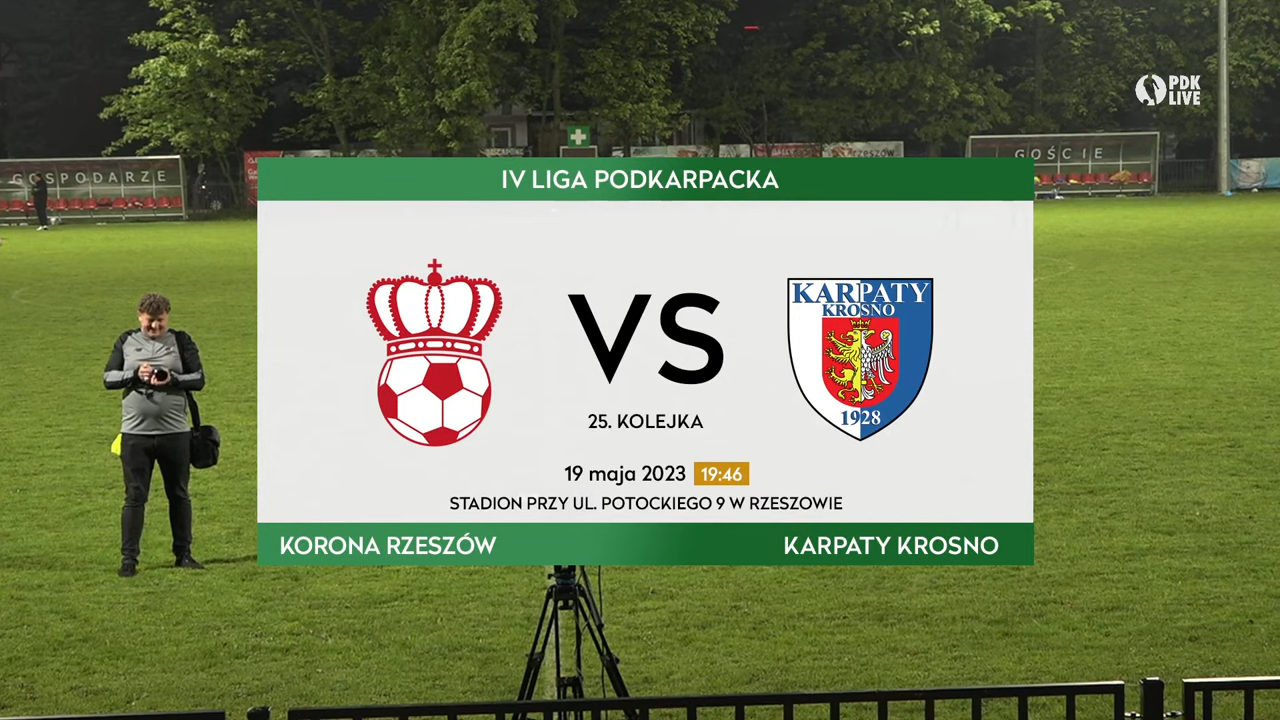 PDK
LIVE
GOSPODARZE
GOŚCIE
IV LIGA PODKARPACKA
KARPATY
KROSNO
1928
VS
25. KOLEJKA
19 maja 2023 19:46
STADION PRZY UL. POTOCKIEGO 9 W RZESZOWIE
KORONA RZESZÓW
KARPATY KROSNO